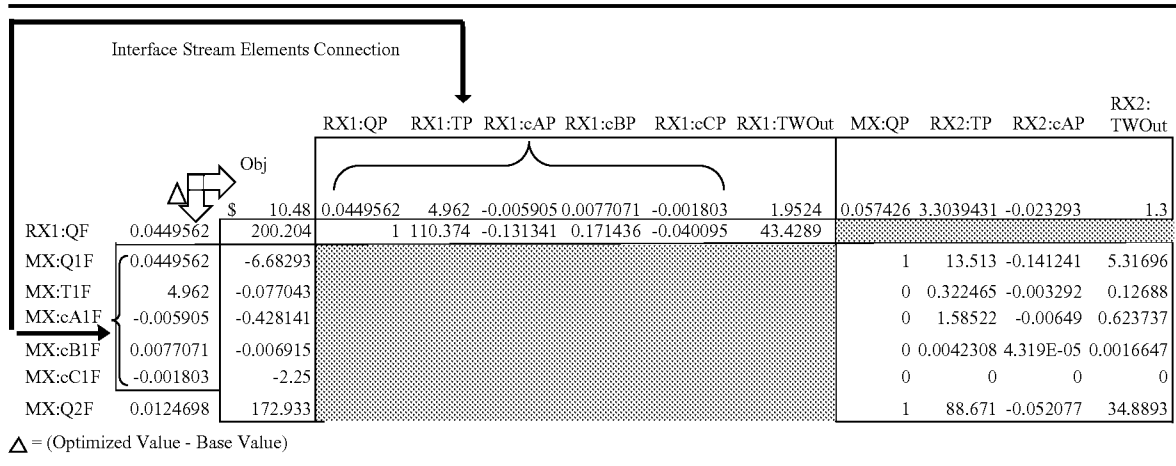 Interface Stream Elements Connection
RX2:
RX1:QP RX1:TP RX1:cAP RX1:cBP RX1:cCP RX1:TWOut MX:QP RX2:TP RX2:cAP TWOut
Obj
Δ
$ 10.48 0.0449562 4.962 -0.005905 0.0077071 -0.001803 1.9524 0.057426 3.3039431 -0.023293 1.3
RX1:QF 0.0449562 200.204 1 110.374 -0.131341 0.171436 -0.040095 43.4289
MX:Q1F 0.0449562 -6.68293 1 13.513 -0.141241 5.31696
MX:T1F 4.962 -0.077043 0 0.322465 -0.003292 0.12688
MX:cA1F -0.005905 -0.428141 0 1.58522 -0.00649 0.623737
MX:cB1F 0.0077071 -0.006915 0 0.0042308 4.319E-05 0.0016647
MX:cC1F -0.001803 -2.25 0 0 0 0
MX:Q2F 0.0124698 172.933 1 88.671 -0.052077 34.8893
Δ = (Optimized Value - Base Value)